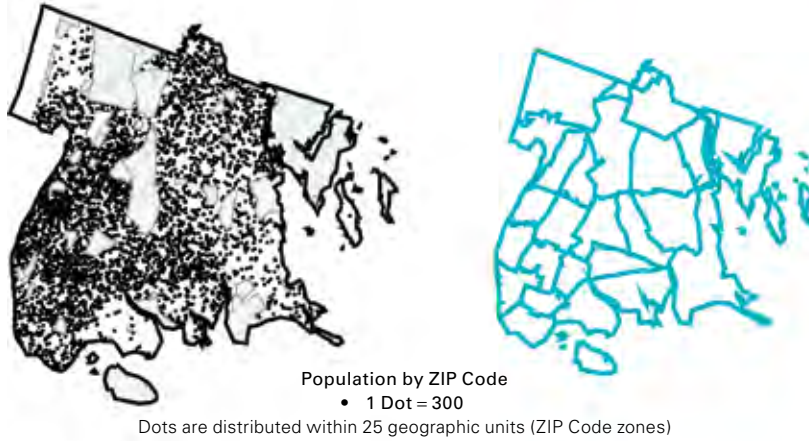 Population by ZIP Code
• 1 Dot = 300
Dots are distributed within 25 geographic units (ZIP Code zones)